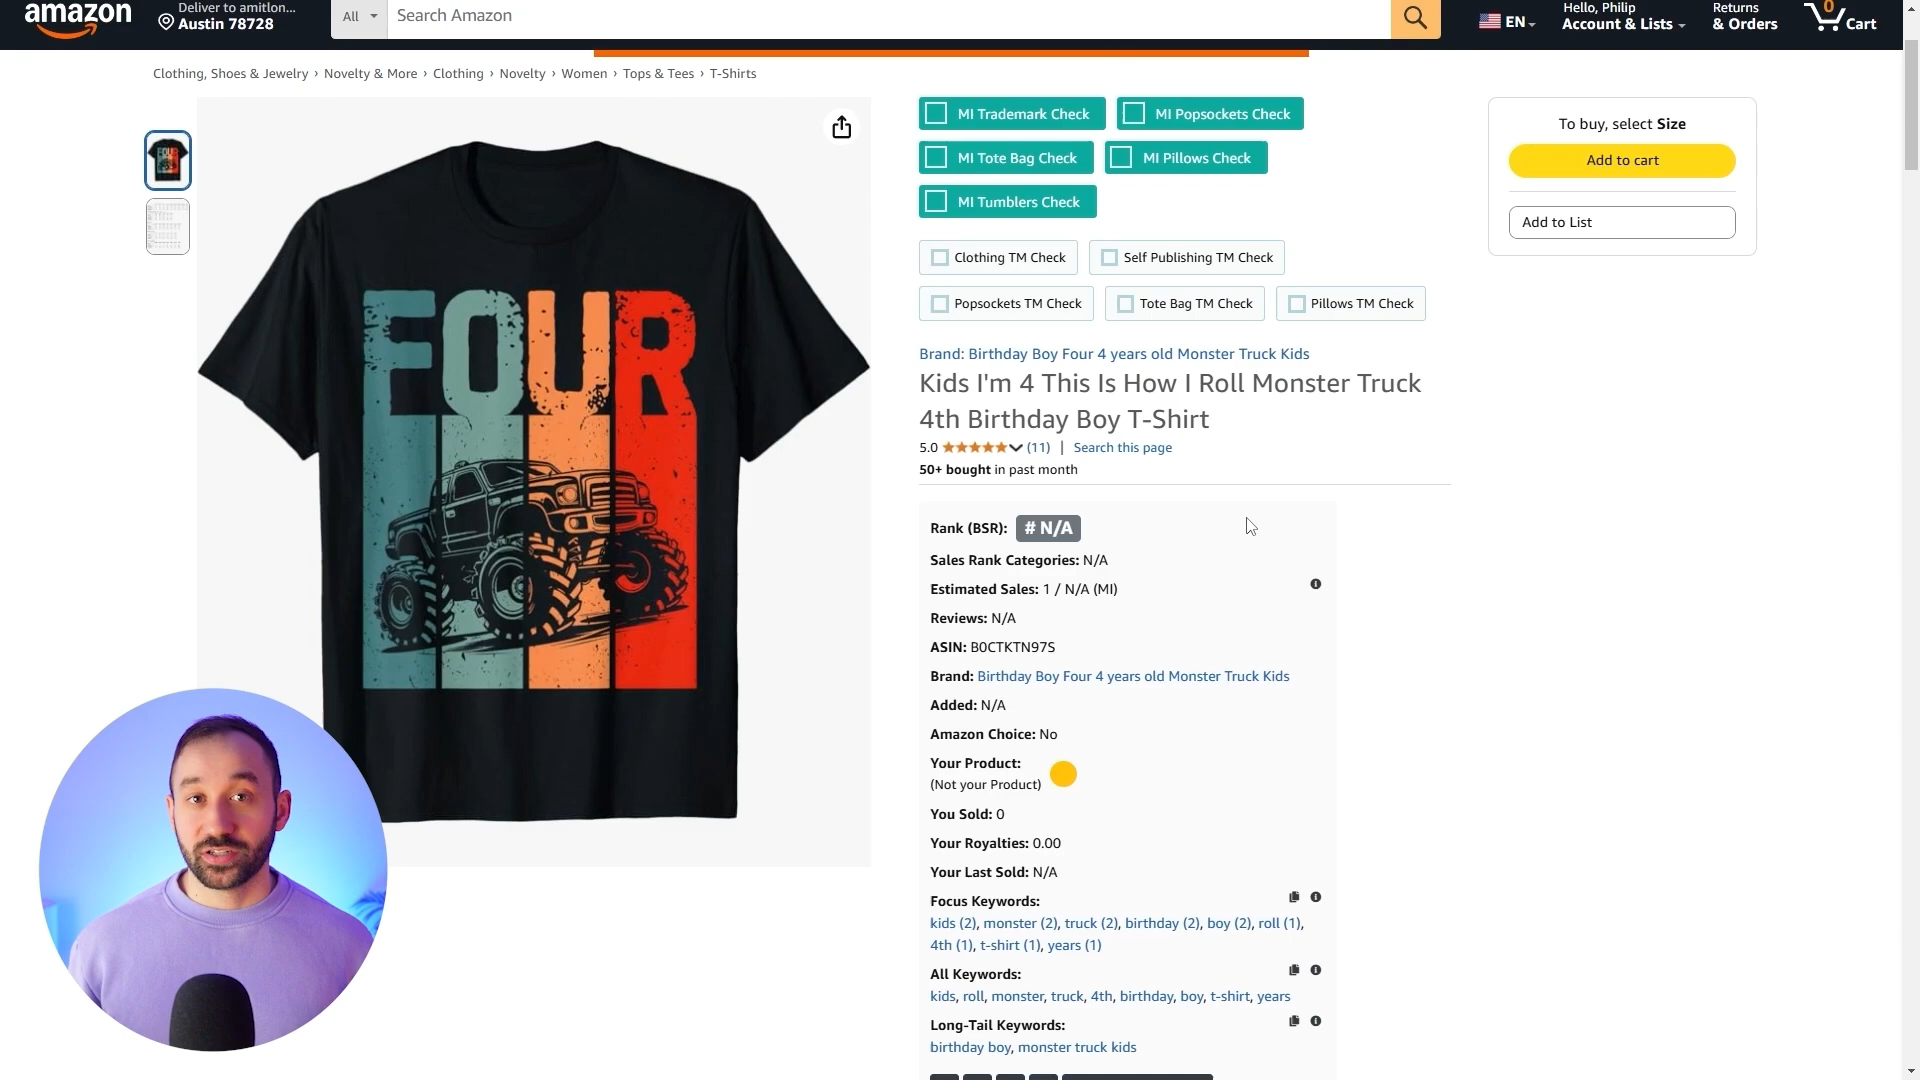 amazon
Deliver to amitlon...
Austin 78728
All
Search Amazon
EN
Hello, Philip
Account & Lists
Returns
& Orders
0
Cart
Clothing, Shoes & Jewelry › Novelty & More › Clothing › Novelty › Women › Tops & Tees › T-Shirts
FOUR
MI Trademark Check
MI Popsockets Check
MI Tote Bag Check
MI Pillows Check
MI Tumblers Check
Clothing TM Check
Self Publishing TM Check
Popsockets TM Check
Tote Bag TM Check
Pillows TM Check
Brand: Birthday Boy Four 4 years old Monster Truck Kids
Kids I'm 4 This Is How I Roll Monster Truck
4th Birthday Boy T-Shirt
5.0 (11) | Search this page
50+ bought in past month
To buy, select Size
Add to cart
Add to List
Rank (BSR): # N/A
Sales Rank Categories: N/A
Estimated Sales: 1 / N/A (MI)
Reviews: N/A
ASIN: B0CTKTN97S
Brand: Birthday Boy Four 4 years old Monster Truck Kids
Added: N/A
Amazon Choice: No
Your Product:
(Not your Product)
You Sold: 0
Your Royalties: 0.00
Your Last Sold: N/A
Focus Keywords:
kids (2), monster (2), truck (2), birthday (2), boy (2), roll (1),
4th (1), t-shirt (1), years (1)
All Keywords:
kids, roll, monster, truck, 4th, birthday, boy, t-shirt, years
Long-Tail Keywords:
birthday boy, monster truck kids